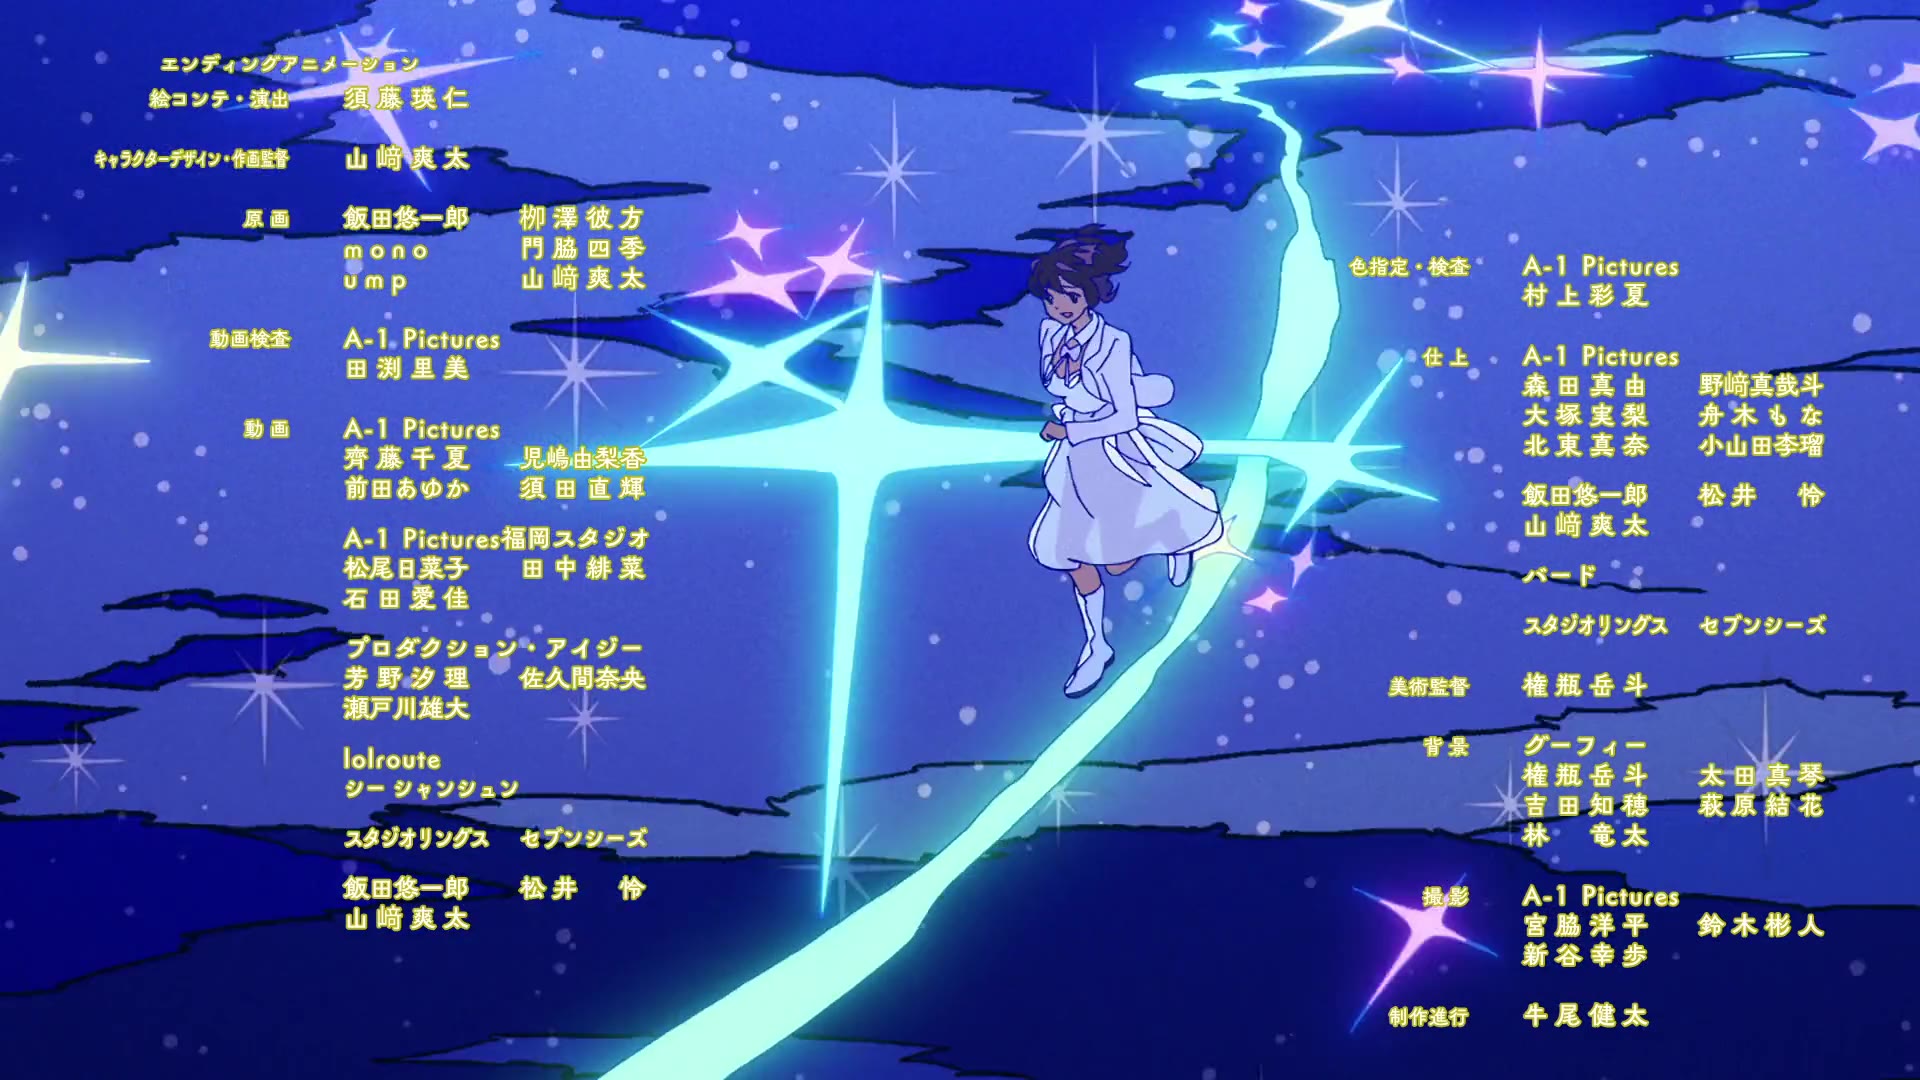 エンディングアニメーション
絵コンテ・演出 須藤瑛仁
キャラクターデザイン・作画監督 山﨑爽太
原画 飯田悠一郎 栁澤彼方
mono 門脇四季
ump 山﨑爽太
動画検査 A-1 Pictures
田渕里美
動画 A-1 Pictures
齊藤千夏 児嶋由梨香
前田あゆか 須田直輝
A-1 Pictures福岡スタジオ
松尾日菜子 田中緋菜
石田愛佳
プロダクション・アイジー
芳野汐理 佐久間奈央
瀬戸川雄大
lolroute
シー シャンシュン
スタジオリングス セブンシーズ
飯田悠一郎 松井 怜
山﨑爽太
色指定・検査 A-1 Pictures
村上彩夏
仕上 A-1 Pictures
森田真由 野﨑真哉斗
大塚実梨 舟木もな
北東真奈 小山田李瑠
飯田悠一郎 松井 怜
山﨑爽太
バード
スタジオリングス セブンシーズ
美術監督 権瓶岳斗
背景 グーフィー
権瓶岳斗 太田真琴
吉田知穂 萩原結花
林 竜太
撮影 A-1 Pictures
宮脇洋平 鈴木彬人
新谷幸歩
制作進行 牛尾健太